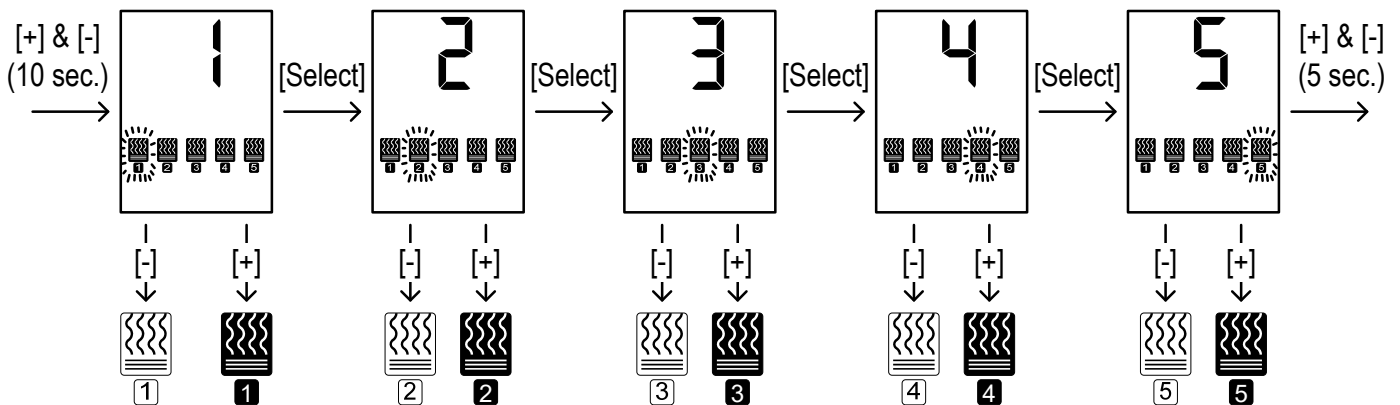 [+] & [-]
(10 sec.)
1
1 2 3 4 5
[-] [+]
1 1
[Select]
2
1 2 3 4 5
[-] [+]
2 2
[Select]
3
1 2 3 4 5
[-] [+]
3 3
[Select]
4
1 2 3 4 5
[-] [+]
4 4
[Select]
5
1 2 3 4 5
[-] [+]
5 5
[+] & [-]
(5 sec.)